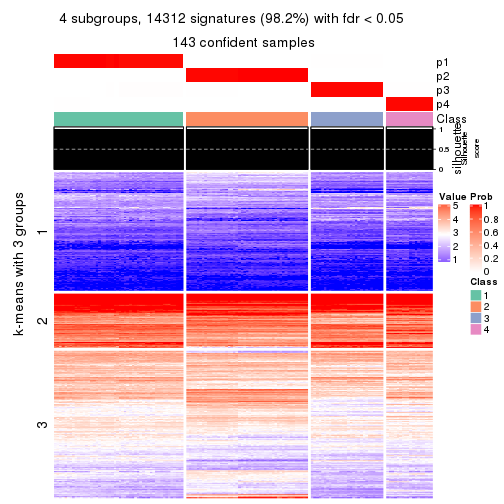 4 subgroups, 14312 signatures (98.2%) with fdr < 0.05
143 confident samples
p1
p2
p3
p4
Class
silhouette
Silhouette
score
1
0.5
0
k-means with 3 groups
1
2
3
Value
5
4
3
2
1
Prob
1
0.8
0.6
0.4
0.2
0
Class
1
2
3
4